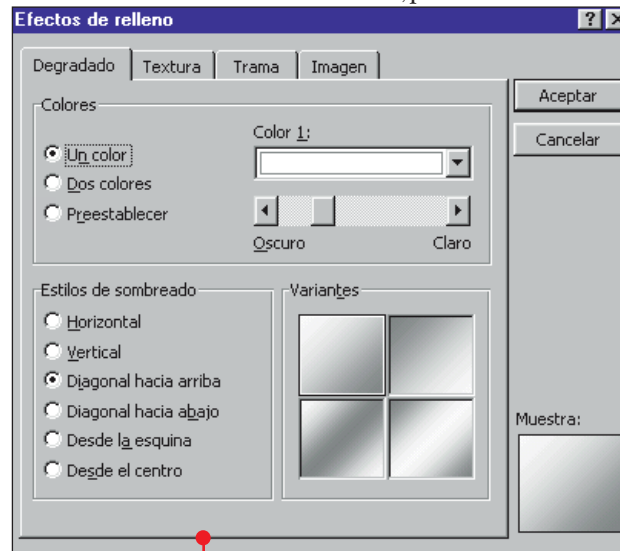 Efectos de relleno
Degradado Textura Trama Imagen
Colores
Un color
Dos colores
Preestablecer
Color 1:
Oscuro Claro
Aceptar
Cancelar
Estilos de sombreado
Horizontal
Vertical
Diagonal hacia arriba
Diagonal hacia abajo
Desde la esquina
Desde el centro
Variantes
Muestra: